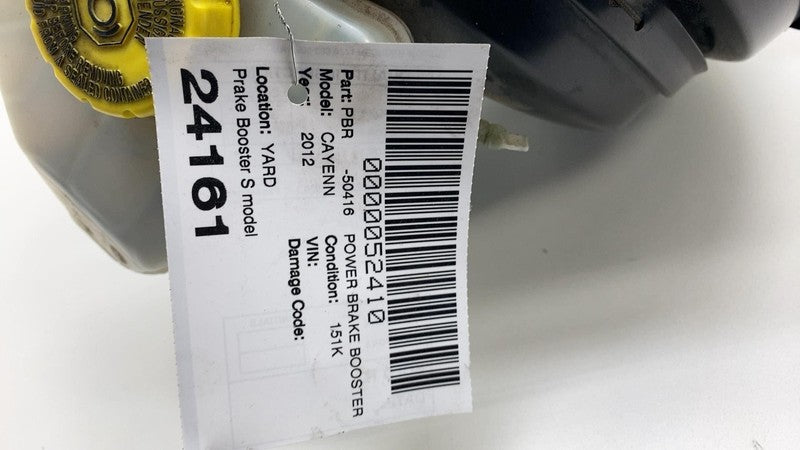 0000052410
Part: PBR -50416 POWER BRAKE BOOSTER
Model: CAYENN Condition: 151K
Year: 2012 VIN:
Damage Code:
Location: YARD
Prake Booster S model
24161